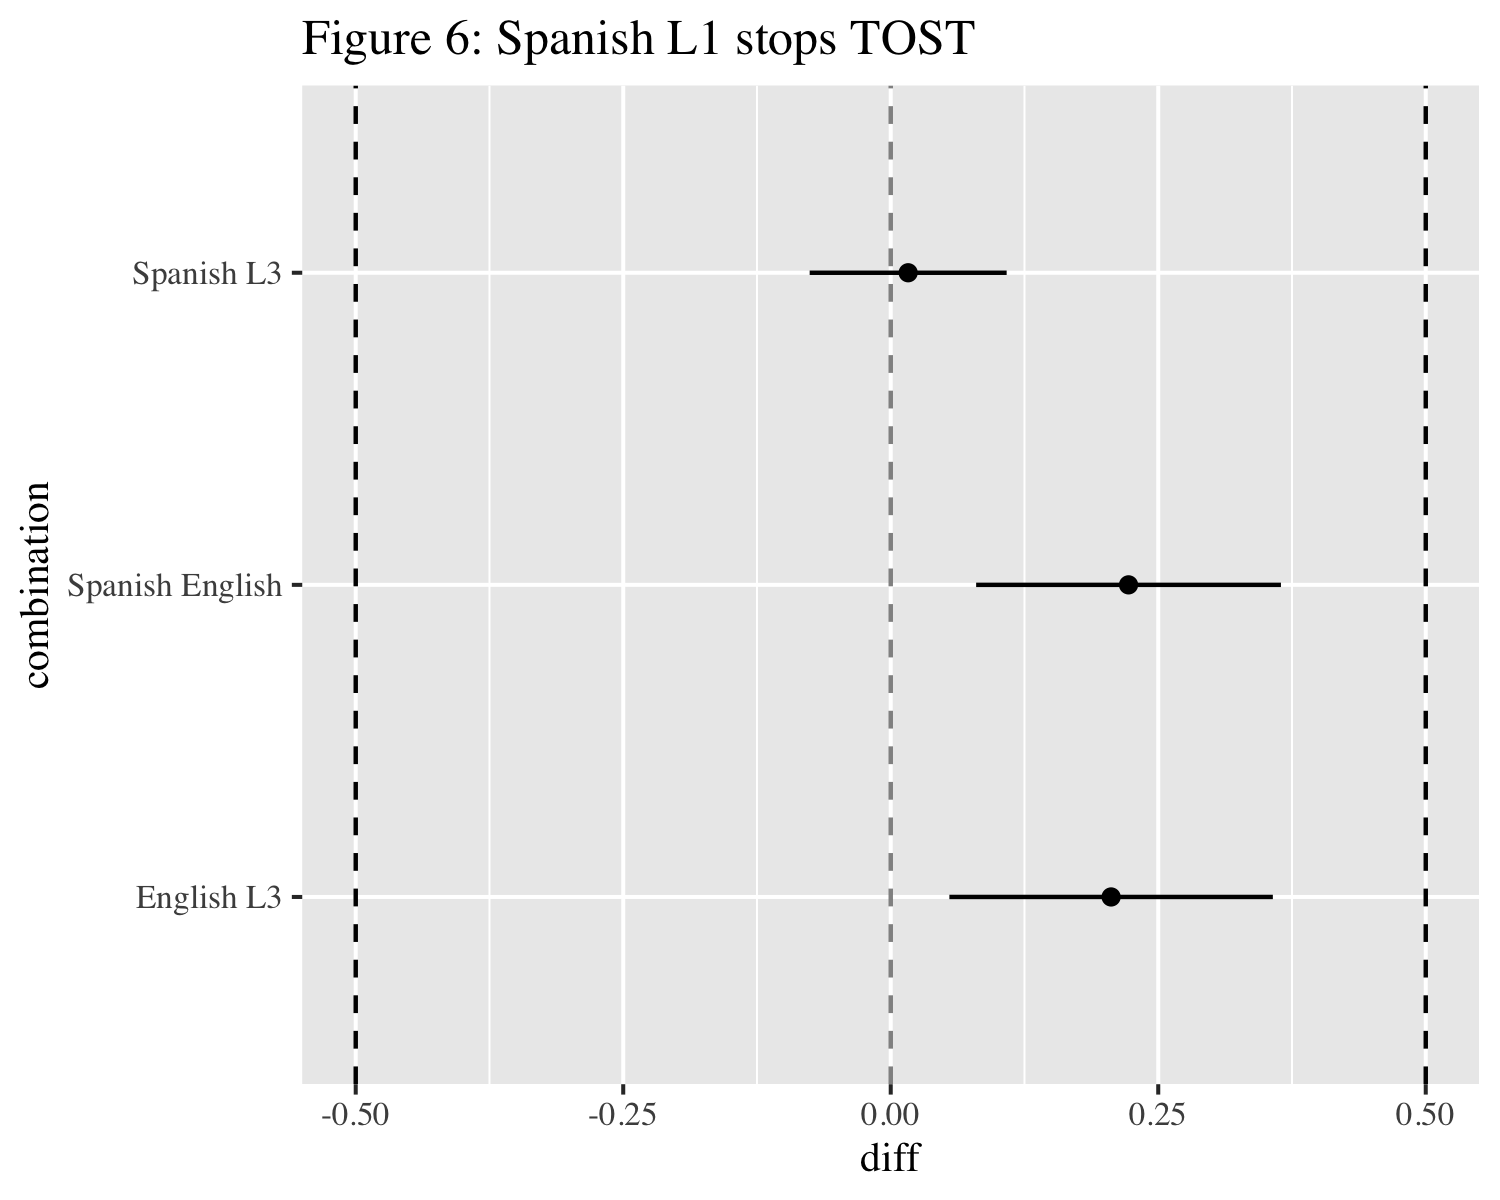 Figure 6: Spanish L1 stops TOST
combination
Spanish L3
Spanish English
English L3
-0.50
-0.25
0.00
0.25
0.50
diff